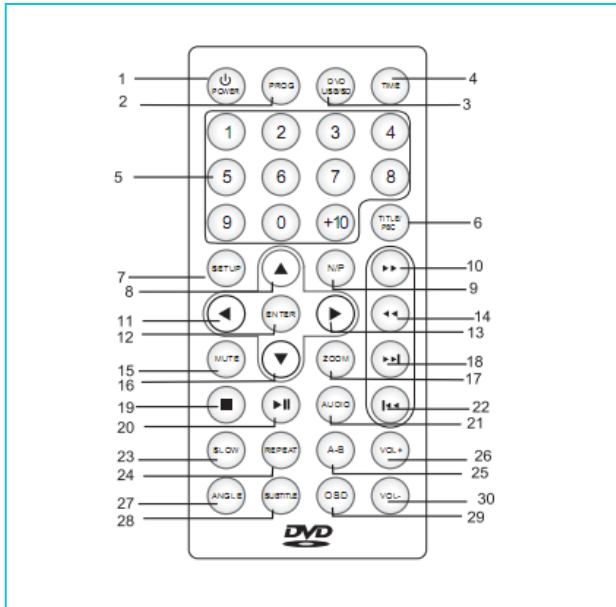 1 POWER PROG DVD USB/SD TIME 4
2 3
1 2 3 4
5 5 6 7 8
9 0 +10 TITLE/PBC 6
7 SETUP N/P 10
8 9
11 ENTER 14
12 13
15 MUTE ZOOM 18
16 17
19 AUDIO 22
20 21
23 SLOW REPEAT A-B VOL+ 26
24 25
27 ANGLE SUBTITLE OSD VOL- 30
28 29
DVD